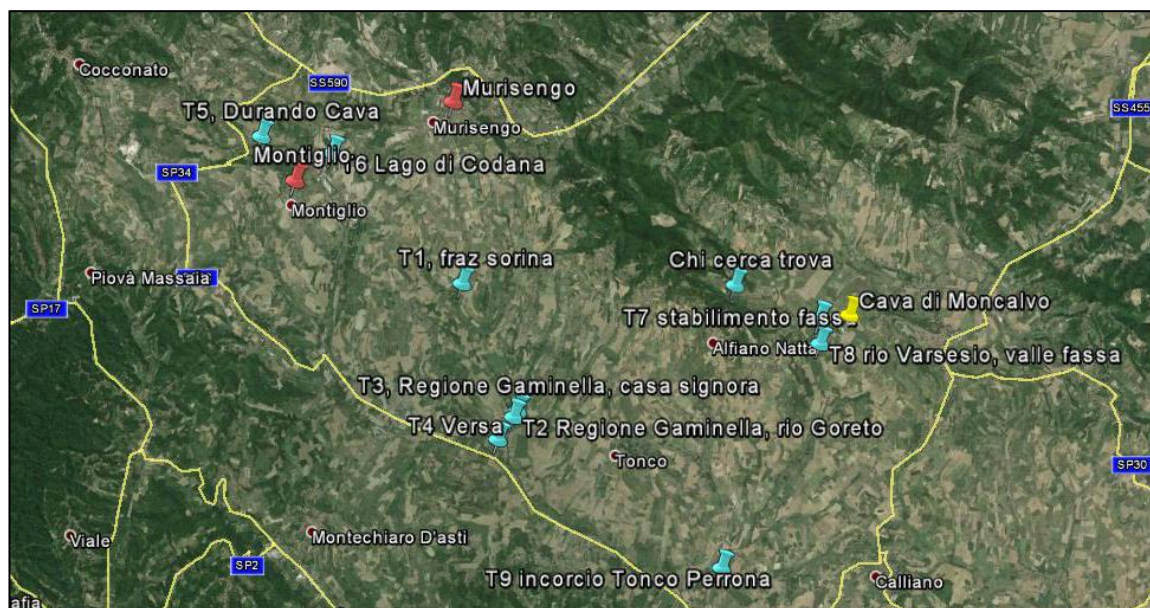 Cocconato
SS590
Murisengo
SS455
T5, Durando Cava
Murisengo
Montiglio
T6 Lago di Codana
SP34
Montiglio
T1, fraz sorina
Chi cerca trova
Piovà Massaia
SP17
Cava di Moncalvo
T7 stabilimento fassa
Alfiano Natta
T8 rio Varsesio, valle fassa
T3, Regione Gaminella, casa signora
T4 Versa
T2 Regione Gaminella, rio Goreto
Tonco
SP30
Viale
Montechiaro D'asti
SP2
T9 incorcio Tonco Perrona
Calliano
afia